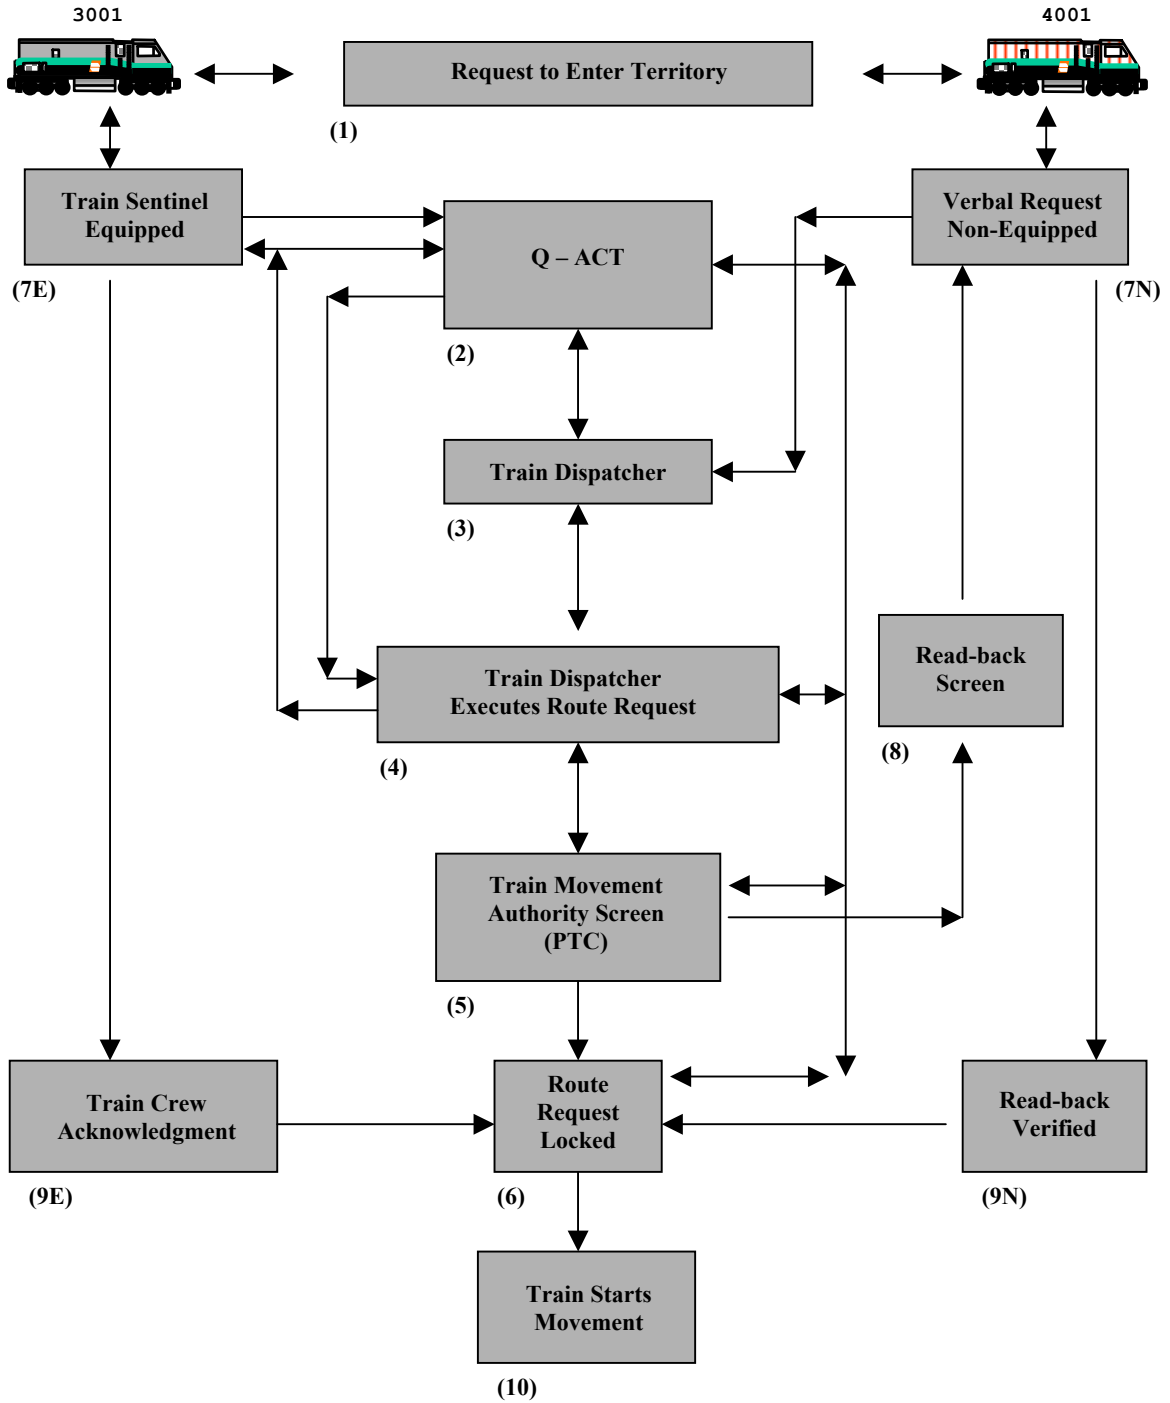 3001
4001
Request to Enter Territory
(1)
Train Sentinel
Equipped
(7E)
Q – ACT
(2)
Verbal Request
Non-Equipped
(7N)
Train Dispatcher
(3)
Train Dispatcher
Executes Route Request
(4)
Read-back
Screen
(8)
Train Movement
Authority Screen
(PTC)
(5)
Train Crew
Acknowledgment
(9E)
Route
Request
Locked
(6)
Read-back
Verified
(9N)
Train Starts
Movement
(10)